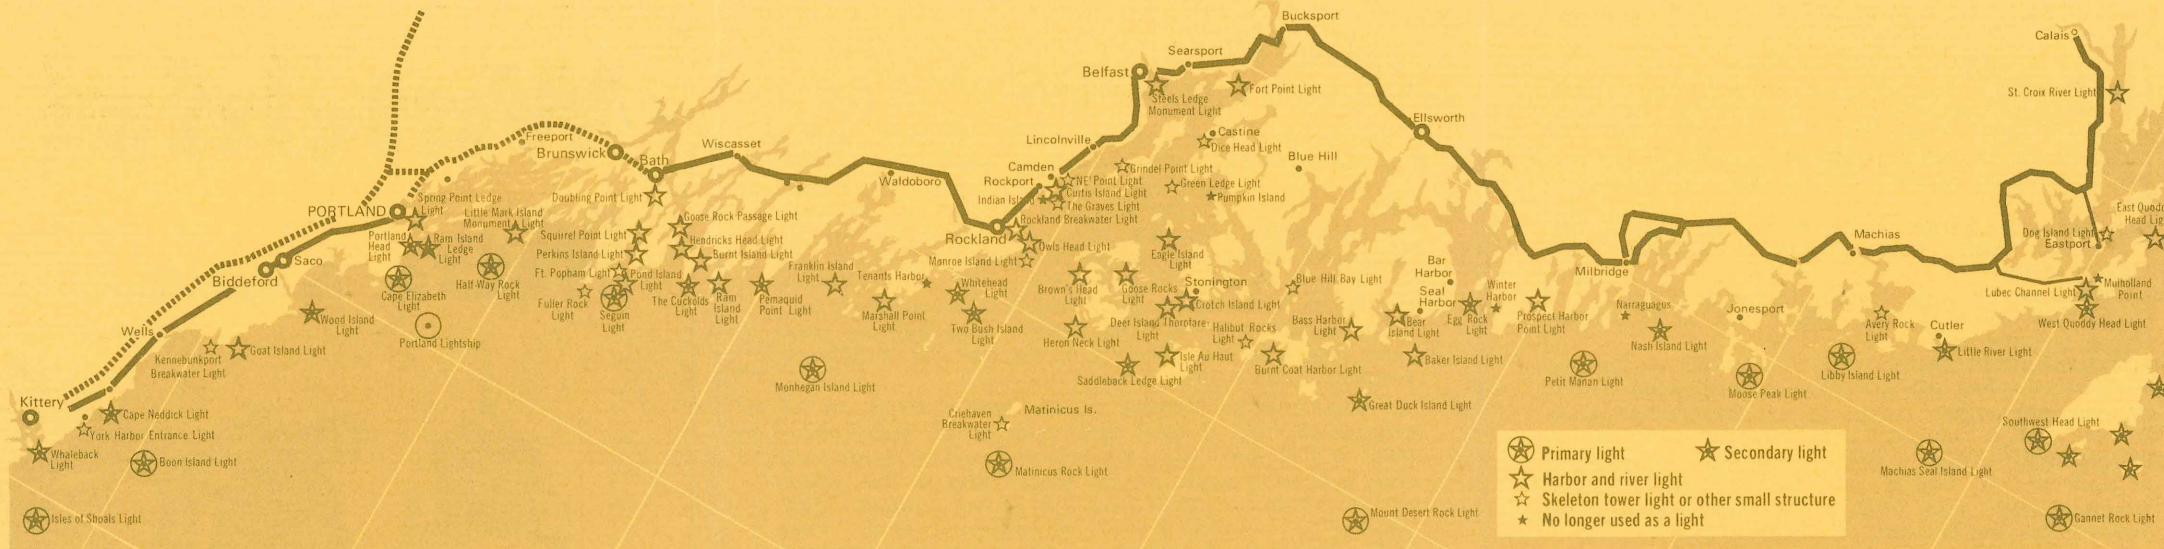 Bucksport
Calais
Searsport
Belfast
Steels Ledge
Monument Light
Fort Point Light
St. Croix River Light
Ellsworth
Castine
Dice Head Light
Lincolnville
Freeport
Brunswick
Bath
Wiscasset
Blue Hill
Camden
Grindel Point Light
Rockport
NE' Point Light
Waldoboro
Green Ledge Light
Curtis Island Light
Pumpkin Island
Indian Island
The Graves Light
Doubling Point Light
Spring Point Ledge
Light
PORTLAND
Little Mark Island
Monument Light
Goose Rock Passage Light
Rockland Breakwater Light
East Quoddy
Head Light
Portland
Head
Light
Ram Island
Ledge
Light
Squirrel Point Light
Hendricks Head Light
Rockland
Owls Head Light
Dog Island Light
Eastport
Machias
Perkins Island Light
Burnt Island Light
Eagle Island
Light
Monroe Island Light
Saco
Biddeford
Ft. Popham Light
Pond Island
Light
Franklin Island
Light
Tenants Harbor
Bar
Harbor
Milbridge
Half-Way Rock
Light
Cape Elizabeth
Light
Fuller Rock
Light
Seguin
Light
The Cuckolds
Light
Ram
Island
Light
Pemaquid
Point Light
Marshall Point
Light
Whitehead
Light
Brown's Head
Light
Goose Rocks
Light
Stonington
Crotch Island Light
Blue Hill Bay Light
Seal
Harbor
Winter
Harbor
Mulholland
Point
Lubec Channel Light
Wood Island
Light
Two Bush Island
Light
Deer Island Thorofare
Light
Halibut Rocks
Light
Bass Harbor
Light
Bear
Island Light
Egg Rock
Light
Prospect Harbor
Point Light
Narraguagus
Jonesport
Avery Rock
Light
Cutler
West Quoddy Head Light
Wells
Portland Lightship
Heron Neck Light
Nash Island Light
Kennebunkport
Breakwater Light
Goat Island Light
Isle Au Haut
Light
Little River Light
Monhegan Island Light
Saddleback Ledge Light
Burnt Coat Harbor Light
Baker Island Light
Petit Manan Light
Libby Island Light
Moose Peak Light
Kittery
Cape Neddick Light
Criehaven
Breakwater
Light
Matinicus Is.
Great Duck Island Light
York Harbor Entrance Light
Southwest Head Light
Whaleback
Light
Boon Island Light
Matinicus Rock Light
Machias Seal Island Light
Primary light
Secondary light
Harbor and river light
Skeleton tower light or other small structure
No longer used as a light
Isles of Shoals Light
Mount Desert Rock Light
Gannet Rock Light